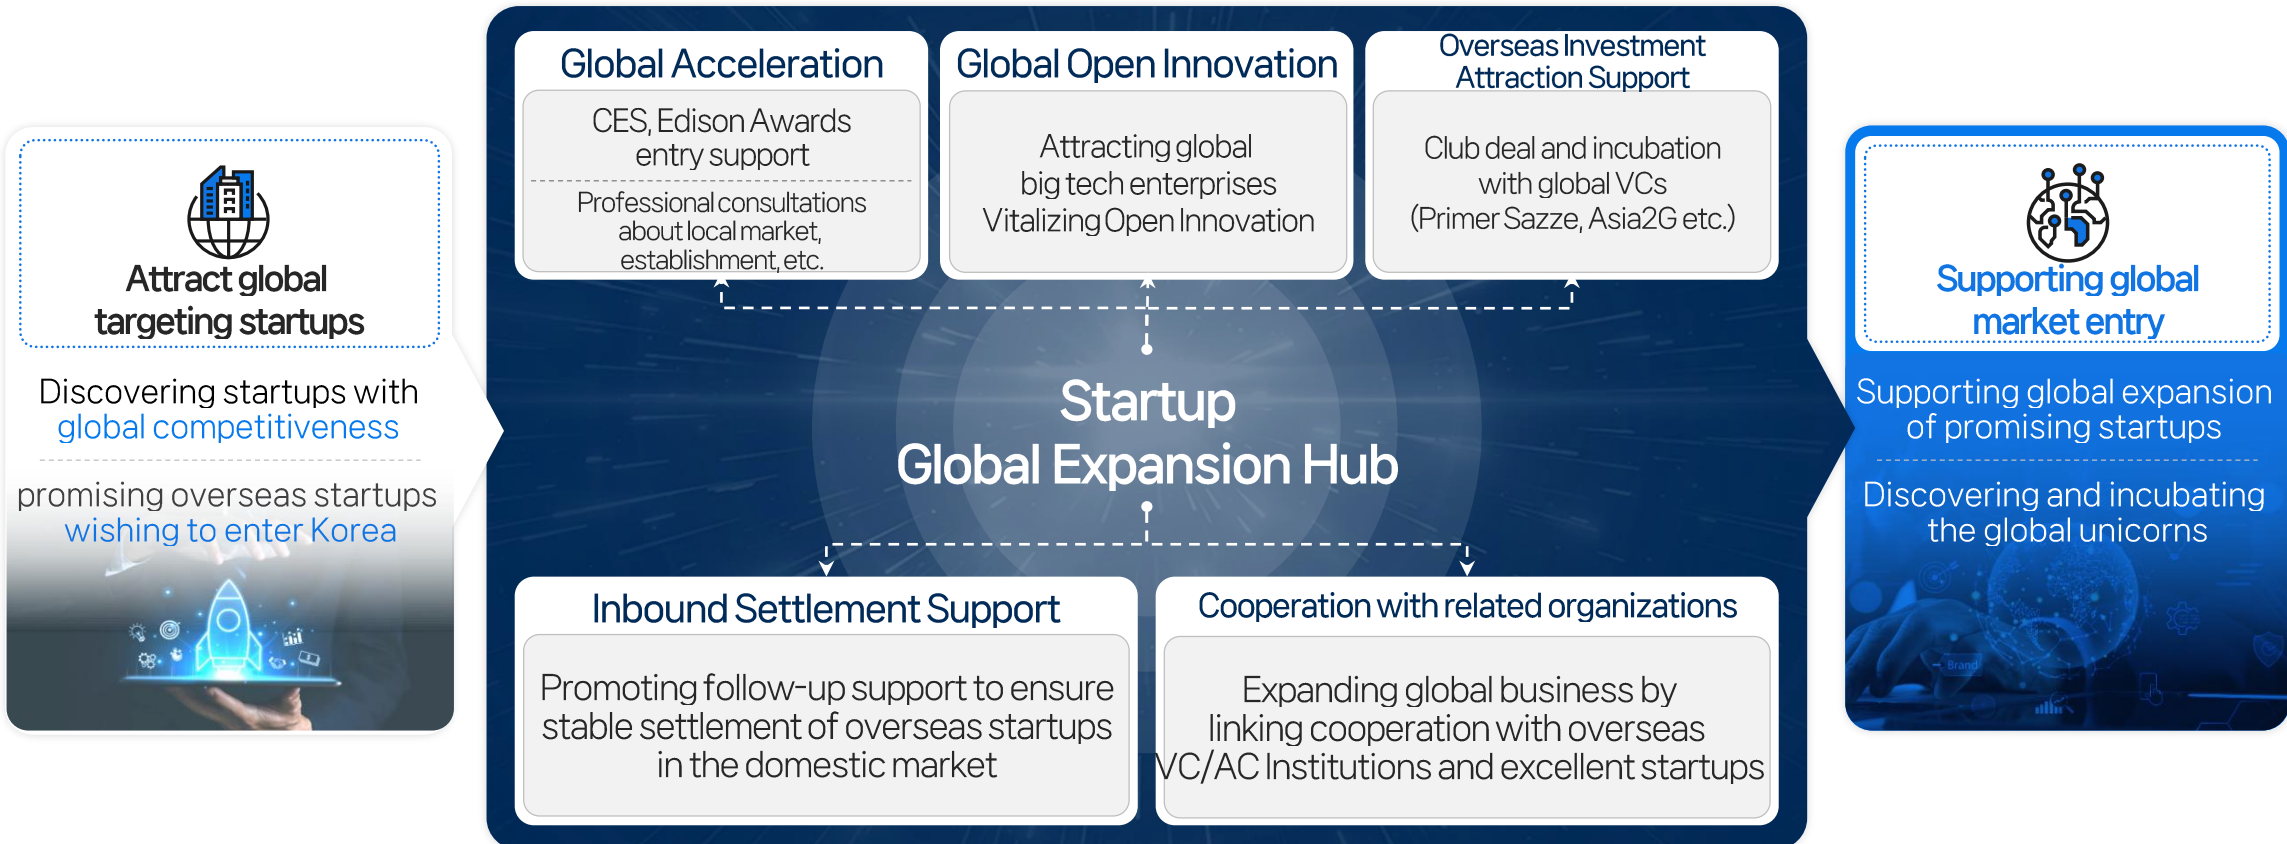 Attract global
targeting startups
Discovering startups with
global competitiveness
promising overseas startups
wishing to enter Korea
Global Acceleration
CES, Edison Awards
entry support
Professional consultations
about local market,
establishment, etc.
Global Open Innovation
Attracting global
big tech enterprises
Vitalizing Open Innovation
Overseas Investment
Attraction Support
Club deal and incubation
with global VCs
(Primer Sazze, Asia2G etc.)
Startup
Global Expansion Hub
Inbound Settlement Support
Promoting follow-up support to ensure
stable settlement of overseas startups
in the domestic market
Cooperation with related organizations
Expanding global business by
linking cooperation with overseas
VC/AC Institutions and excellent startups
Supporting global
market entry
Supporting global expansion
of promising startups
Discovering and incubating
the global unicorns
Brand